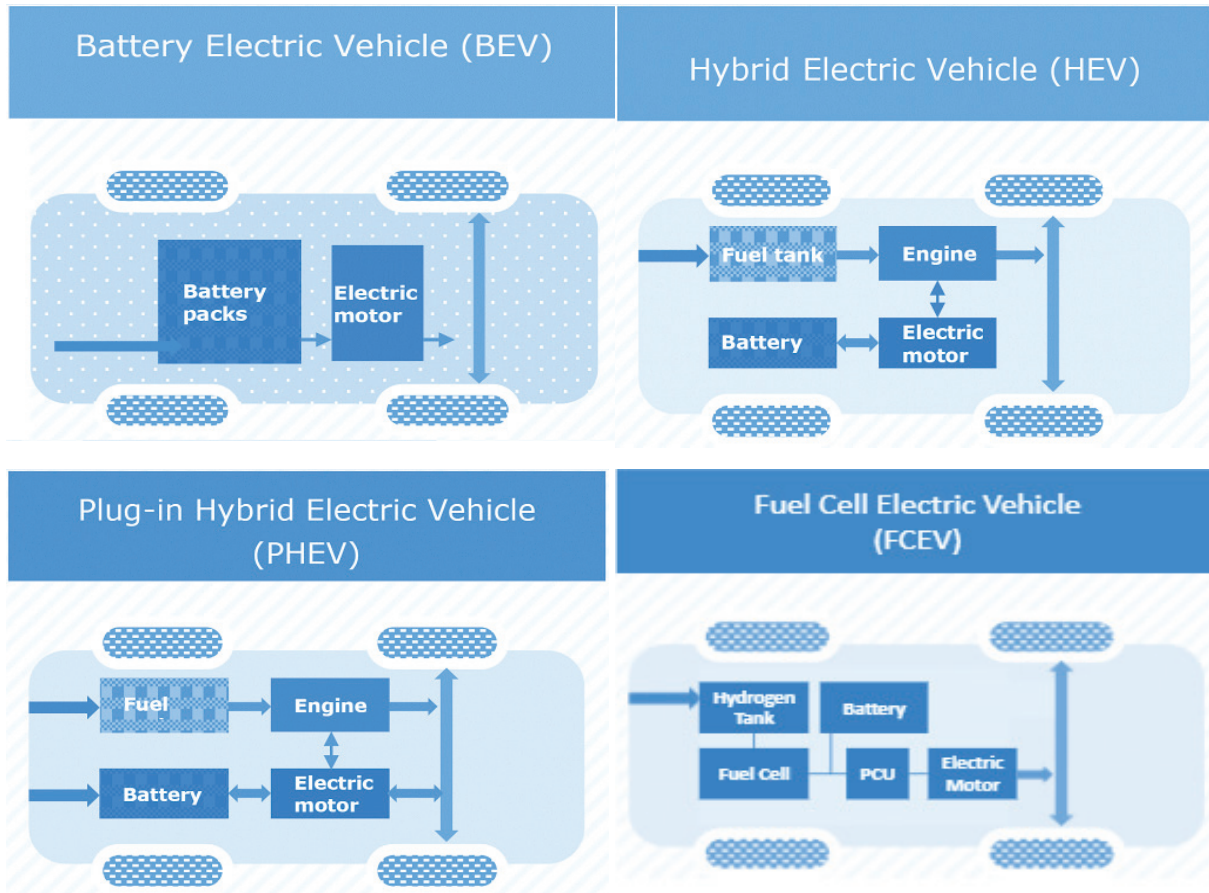 Battery Electric Vehicle (BEV)
Battery
packs
Electric
motor
Hybrid Electric Vehicle (HEV)
Fuel tank
Engine
Battery
Electric
motor
Plug-in Hybrid Electric Vehicle
(PHEV)
Fuel
Engine
Battery
Electric
motor
Fuel Cell Electric Vehicle
(FCEV)
Hydrogen
Tank
Battery
Fuel Cell
PCU
Electric
Motor